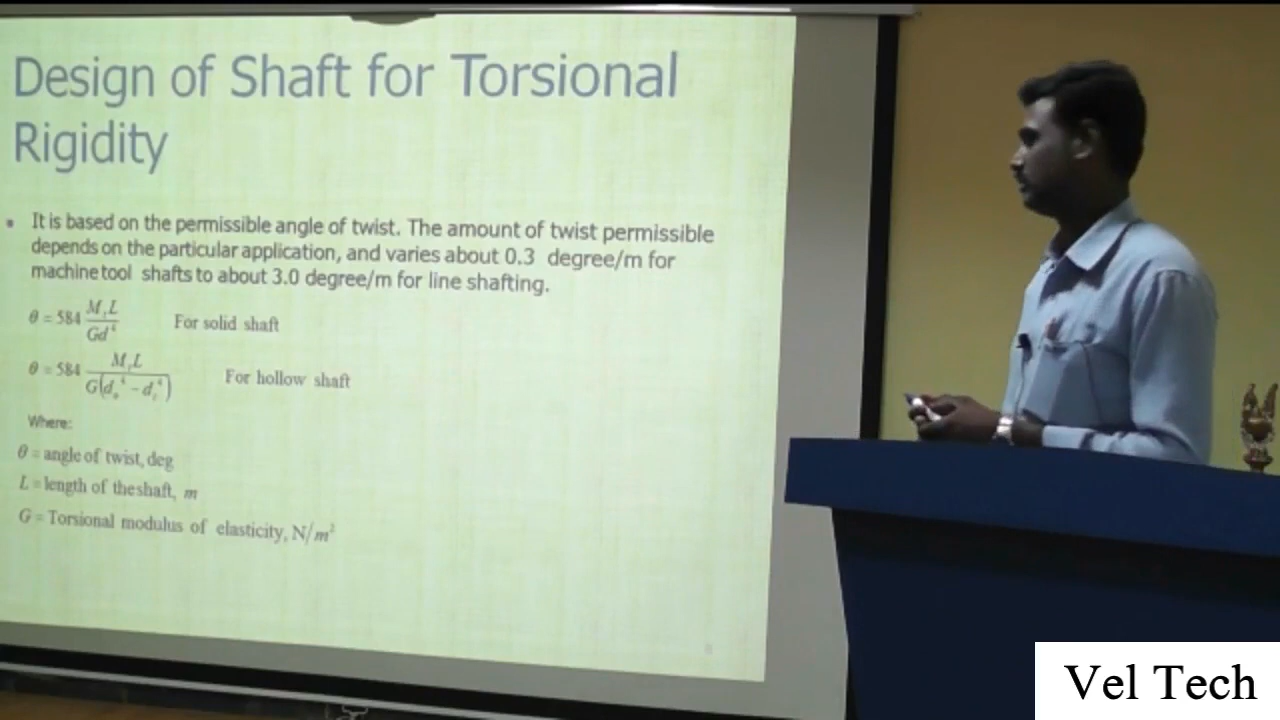 Design of Shaft for Torsional
Rigidity
It is based on the permissible angle of twist. The amount of twist permissible
depends on the particular application, and varies about 0.3 degree/m for
machine tool shafts to about 3.0 degree/m for line shafting.
θ = 584 MₜL / Gd⁴ For solid shaft
θ = 584 MₜL / G(dₒ⁴ − dᵢ⁴) For hollow shaft
Where:
θ = angle of twist, deg
L = length of theshaft, m
G = Torsional modulus of elasticity, N/m²
Vel Tech